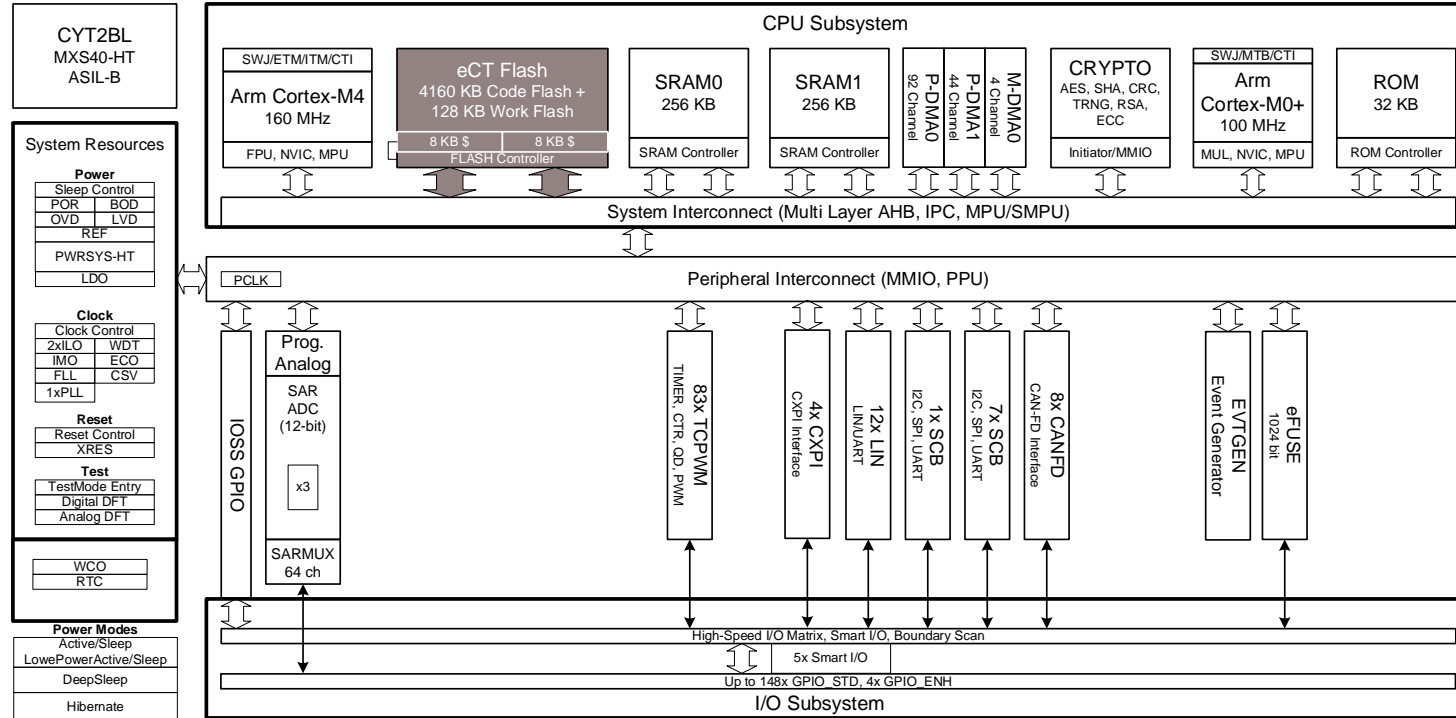 CYT2BL
MXS40-HT
ASIL-B
System Resources
Power
Sleep Control
POR BOD
OVD LVD
REF
PWRSYS-HT
LDO
Clock
Clock Control
2xILO WDT
IMO ECO
FLL CSV
1xPLL
Reset
Reset Control
XRES
Test
TestMode Entry
Digital DFT
Analog DFT
WCO
RTC
Power Modes
Active/Sleep
LowePowerActive/Sleep
DeepSleep
Hibernate
CPU Subsystem
SWJ/ETM/ITM/CTI
Arm Cortex-M4
160 MHz
FPU, NVIC, MPU
eCT Flash
4160 KB Code Flash +
128 KB Work Flash
8 KB $ 8 KB $
FLASH Controller
SRAM0
256 KB
SRAM Controller
SRAM1
256 KB
SRAM Controller
P-DMA0
92 Channel
P-DMA1
44 Channel
M-DMA0
4 Channel
CRYPTO
AES, SHA, CRC,
TRNG, RSA,
ECC
Initiator/MMIO
SWJ/MTB/CTI
Arm
Cortex-M0+
100 MHz
MUL, NVIC, MPU
ROM
32 KB
ROM Controller
System Interconnect (Multi Layer AHB, IPC, MPU/SMPU)
PCLK
Peripheral Interconnect (MMIO, PPU)
IOSS GPIO
Prog.
Analog
SAR
ADC
(12-bit)
x3
SARMUX
64 ch
83x TCPWM
TIMER, CTR, QD, PWM
4x CXPI
CXPI Interface
12x LIN
LIN/UART
1x SCB
I2C, SPI, UART
7x SCB
I2C, SPI, UART
8x CANFD
CAN-FD Interface
EVTGEN
Event Generator
eFUSE
1024 bit
High-Speed I/O Matrix, Smart I/O, Boundary Scan
5x Smart I/O
Up to 148x GPIO_STD, 4x GPIO_ENH
I/O Subsystem